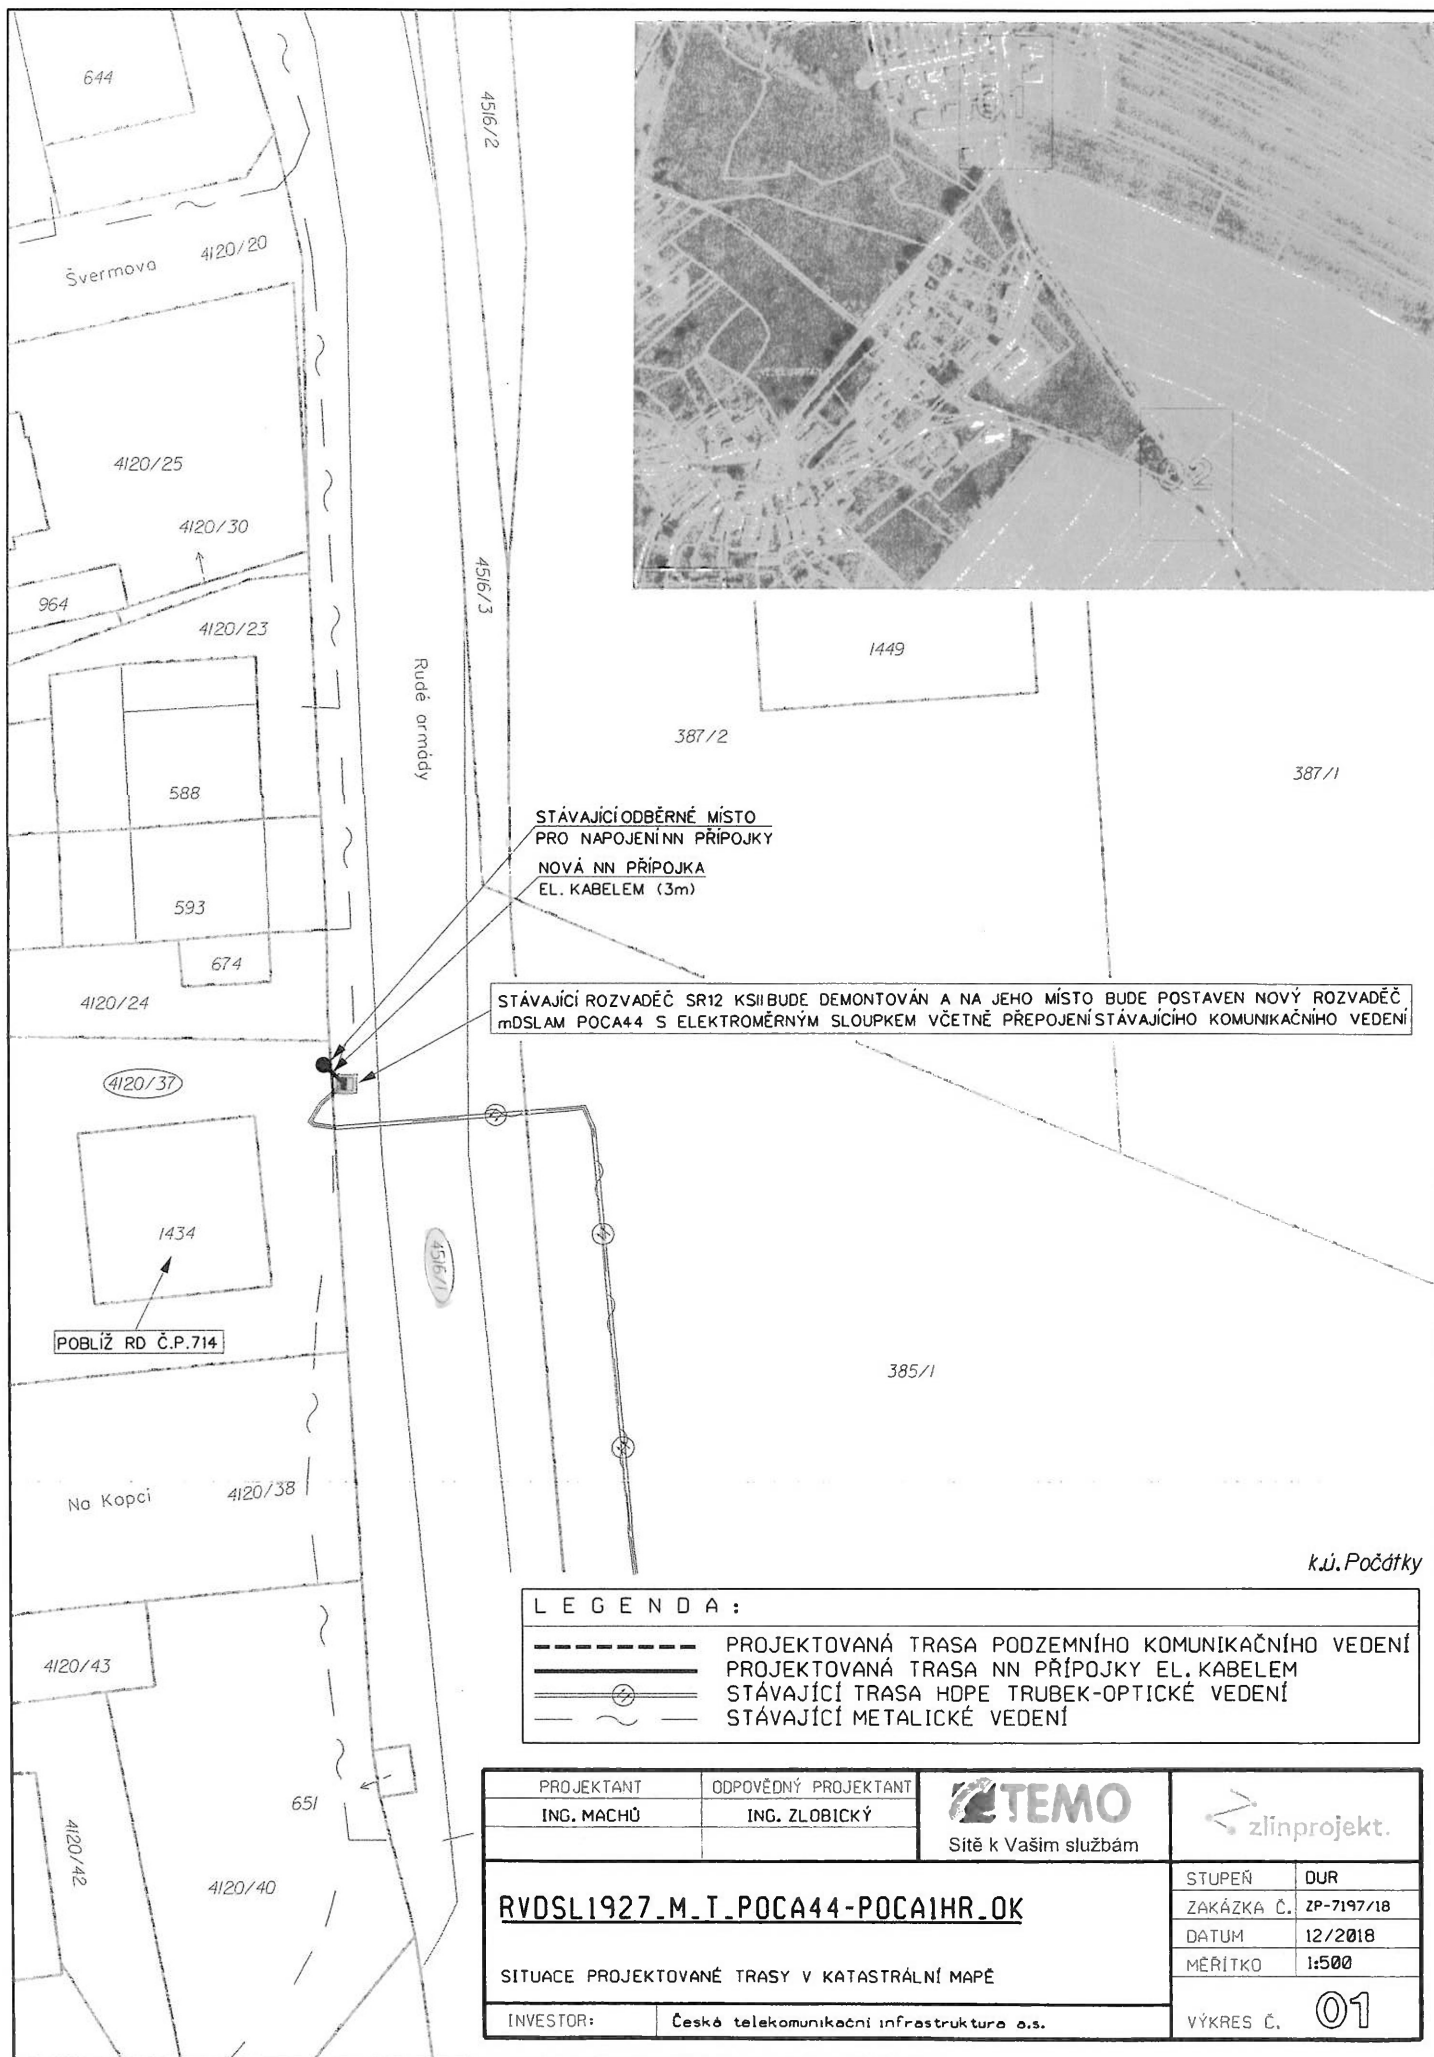 644
4516/2
Švermova
4120/20
4120/25
4120/30
4516/3
964
4120/23
1449
Rudé armády
387/2
387/1
588
STÁVAJÍCÍ ODBĚRNÉ MÍSTO
PRO NAPOJENÍ NN PŘÍPOJKY
NOVÁ NN PŘÍPOJKA
EL. KABELEM (3m)
593
674
4120/24
STÁVAJÍCÍ ROZVADĚČ SR12 KSII BUDE DEMONTOVÁN A NA JEHO MÍSTO BUDE POSTAVEN NOVÝ ROZVADĚČ
mDSLAM POCA44 S ELEKTROMĚRNÝM SLOUPKEM VČETNĚ PŘEPOJENÍ STÁVAJÍCÍHO KOMUNIKAČNÍHO VEDENÍ
4120/37
1434
4516/1
POBLÍŽ RD Č.P.714
385/1
Na Kopci
4120/38
k.ú. Počátky
LEGENDA:
PROJEKTOVANÁ TRASA PODZEMNÍHO KOMUNIKAČNÍHO VEDENÍ
PROJEKTOVANÁ TRASA NN PŘÍPOJKY EL. KABELEM
STÁVAJÍCÍ TRASA HDPE TRUBEK-OPTICKÉ VEDENÍ
STÁVAJÍCÍ METALICKÉ VEDENÍ
4120/43
651
4120/42
4120/40
PROJEKTANT
ODPOVĚDNÝ PROJEKTANT
ING. MACHŮ
ING. ZLOBICKÝ
TEMO
Sítě k Vašim službám
zlínprojekt.
RVDSL1927_M_T_POCA44-POCA1HR_OK
SITUACE PROJEKTOVANÉ TRASY V KATASTRÁLNÍ MAPĚ
INVESTOR:
Česká telekomunikační infrastruktura a.s.
STUPEŇ DUR
ZAKÁZKA Č. ZP-7197/18
DATUM 12/2018
MĚŘÍTKO 1:500
VÝKRES Č. 01